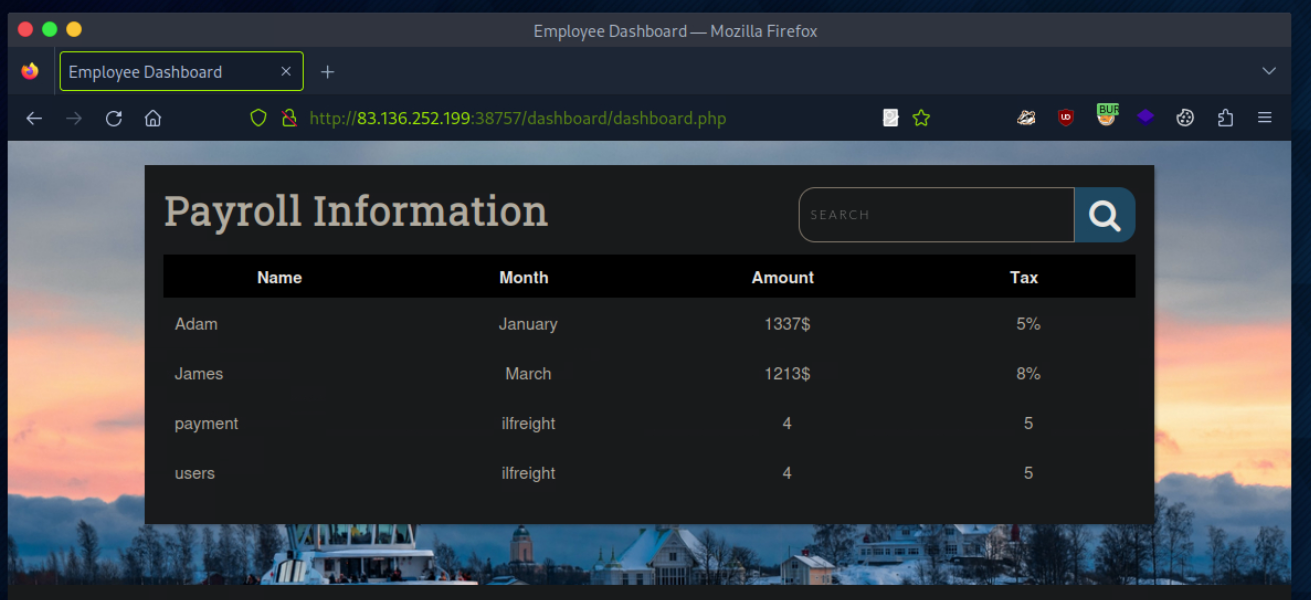 Employee Dashboard — Mozilla Firefox
Employee Dashboard
http://83.136.252.199:38757/dashboard/dashboard.php
BUR
Payroll Information
SEARCH
Name Month Amount Tax
Adam January 1337$ 5%
James March 1213$ 8%
payment ilfreight 4 5
users ilfreight 4 5